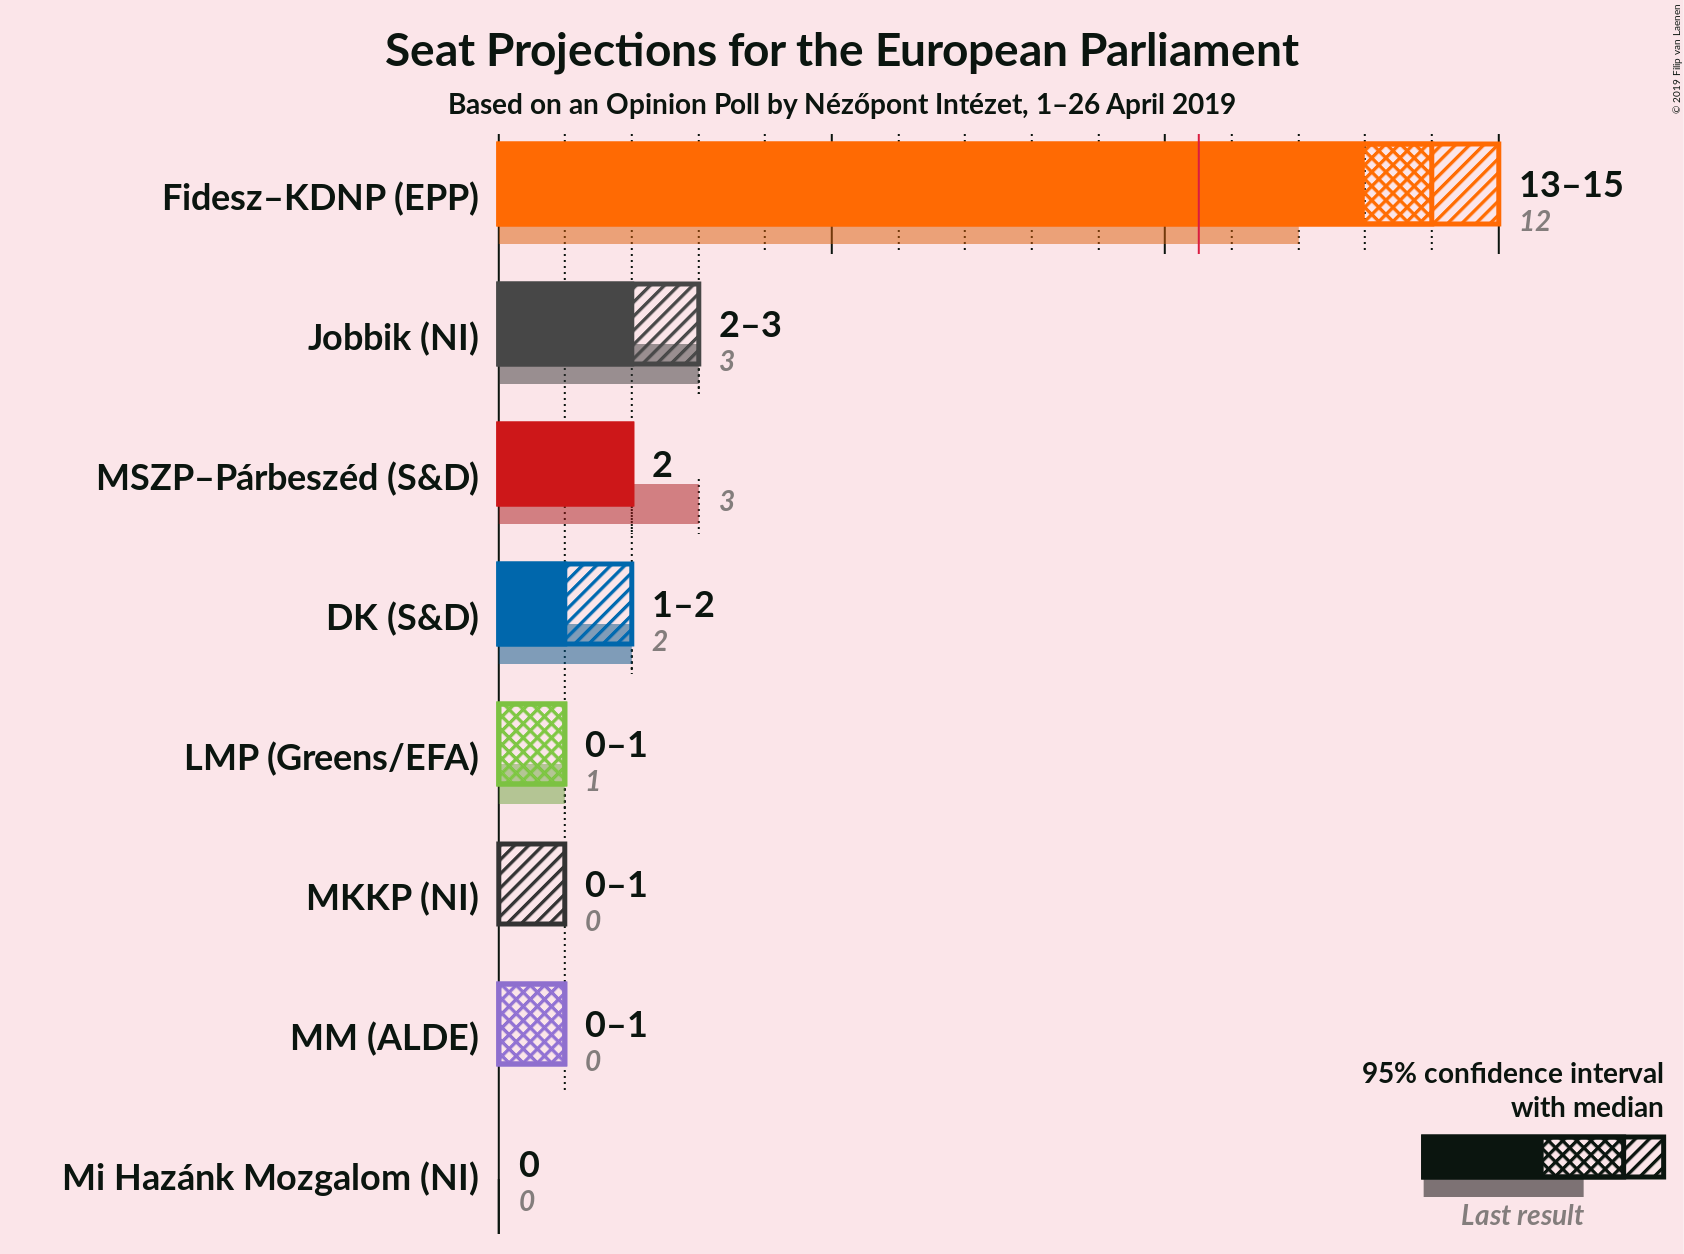 Seat Projections for the European Parliament
Based on an Opinion Poll by Nézőpont Intézet, 1–26 April 2019
© 2019 Filip van Laenen
Fidesz–KDNP (EPP)
13–15
12
Jobbik (NI)
2–3
3
MSZP–Párbeszéd (S&D)
2
3
DK (S&D)
1–2
2
LMP (Greens/EFA)
0–1
1
MKKP (NI)
0–1
0
MM (ALDE)
0–1
0
Mi Hazánk Mozgalom (NI)
0
0
95% confidence interval
with median
Last result